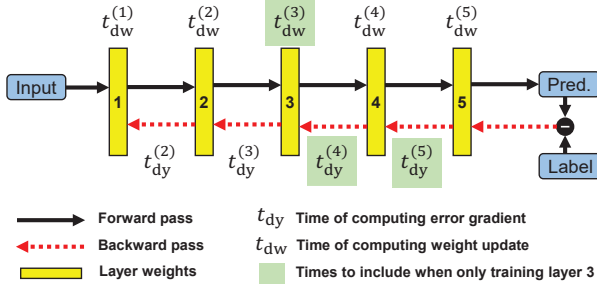 t_dw^(1) t_dw^(2) t_dw^(3) t_dw^(4) t_dw^(5)
Input 1 2 3 4 5 Pred.
t_dy^(2) t_dy^(3) t_dy^(4) t_dy^(5)
Label
Forward pass t_dy Time of computing error gradient
Backward pass t_dw Time of computing weight update
Layer weights Times to include when only training layer 3